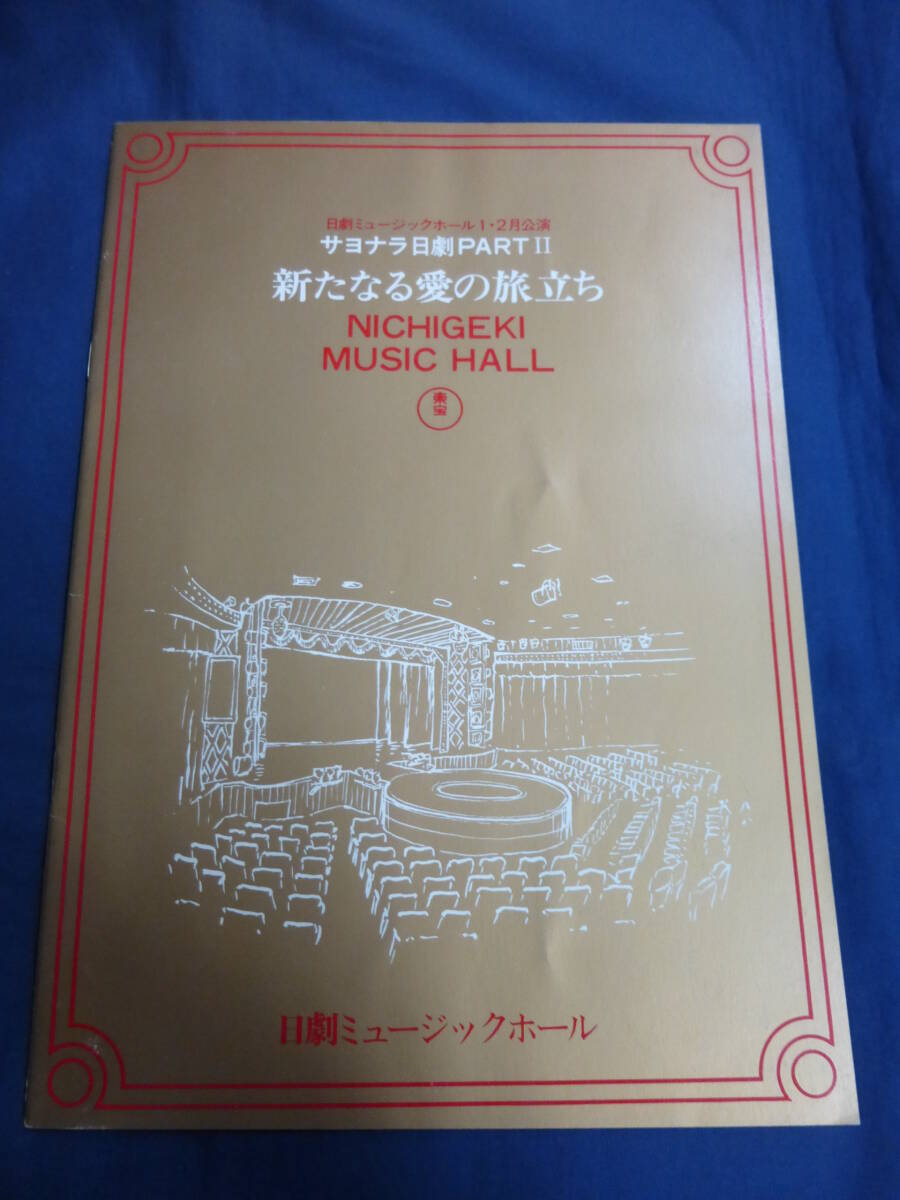 日劇ミュージックホール1・2月公演
サヨナラ日劇PART II
新たなる愛の旅立ち
NICHIGEKI
MUSIC HALL
東宝
日劇ミュージックホール